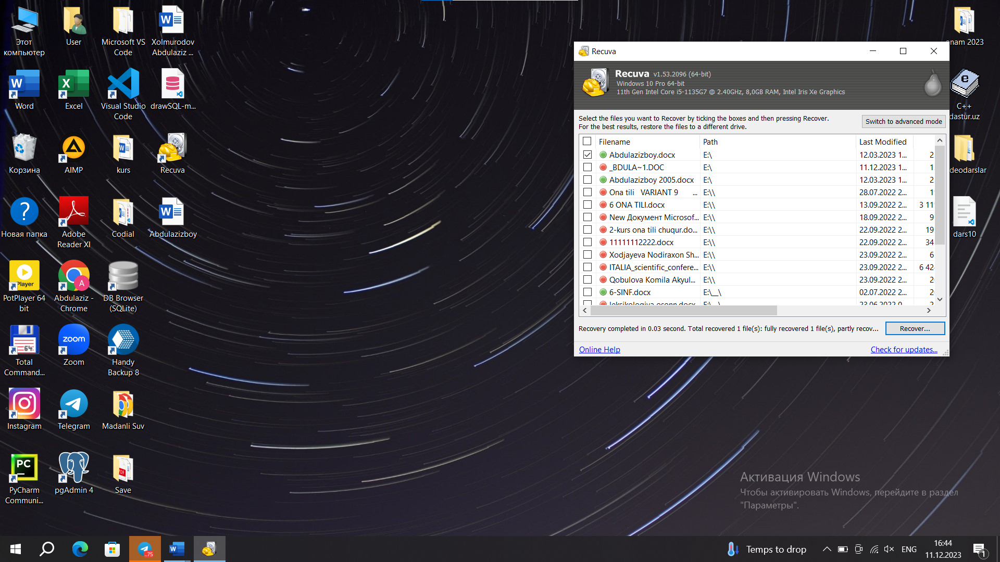 Этот
компьютер
User
Microsoft VS
Code
Xolmurodov
Abdulaziz ...
Word
Excel
Visual Studio
Code
drawSQL-m...
Корзина
AIMP
kurs
Recuva
Новая папка
Adobe
Reader XI
Codial
Abdulazizboy
Player
PotPlayer 64
bit
A
Abdulaziz -
Chrome
DB Browser
(SQLite)
64
Total
Command...
zoom
Zoom
Handy
Backup 8
Instagram
Telegram
Madanli Suv
PC
PyCharm
Communi...
pgAdmin 4
PDF
Save
Recuva
Recuva v1.53.2096 (64-bit)
Windows 10 Pro 64-bit
11th Gen Intel Core i5-1135G7 @ 2.40GHz, 8,0GB RAM, Intel Iris Xe Graphics
Select the files you want to Recover by ticking the boxes and then pressing Recover.
For the best results, restore the files to a different drive.
Switch to advanced mode
Filename Path Last Modified
Abdulazizboy.docx E:\ 12.03.2023 1... 2
_BDULA~1.DOC E:\ 11.12.2023 1... 1
Abdulazizboy 2005.docx E:\ 12.03.2023 1... 2
Ona tili VARIANT 9 ... E:\\ 28.07.2022 2... 1
6 ONA TILI.docx E:\\ 13.09.2022 2... 3 11
New Документ Microsof... E:\\ 18.09.2022 2... 9
2-kurs ona tili chuqur.do... E:\\ 22.09.2022 2... 19
11111112222.docx E:\\ 22.09.2022 2... 34
Xodjayeva Nodiraxon Sh... E:\\ 23.09.2022 2... 6
ITALIA_scientific_confere... E:\\ 23.09.2022 2... 6 42
Qobulova Komila Akyul... E:\\ 23.09.2022 2... 2
6-SINF.docx E:\__\ 02.07.2022 2... 2
leksikologiya osonn.docx E:\__\ 23.06.2022 0... 2
Recovery completed in 0.03 second. Total recovered 1 file(s): fully recovered 1 file(s), partly recov...
Recover...
Online Help
Check for updates...
anam 2023
e
C++
dastur.uz
deodarslar
dars10
Активация Windows
Чтобы активировать Windows, перейдите в раздел
"Параметры".
..75
Temps to drop
ENG
16:44
11.12.2023
1